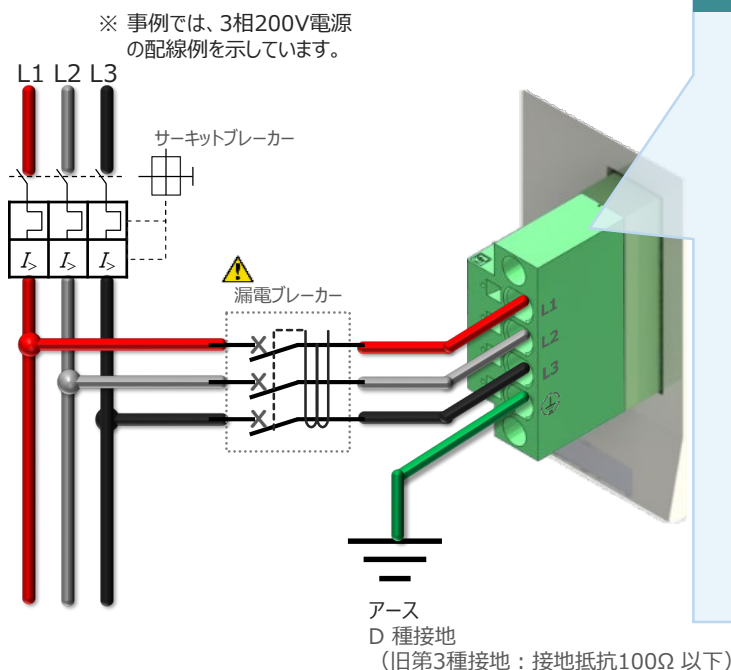 ※ 事例では、3相200V電源
の配線例を示しています。
L1 L2 L3
サーキットブレーカー
I> I> I>
漏電ブレーカー
L1
L2
L3
アース
D 種接地
（旧第3種接地：接地抵抗100Ω 以下）